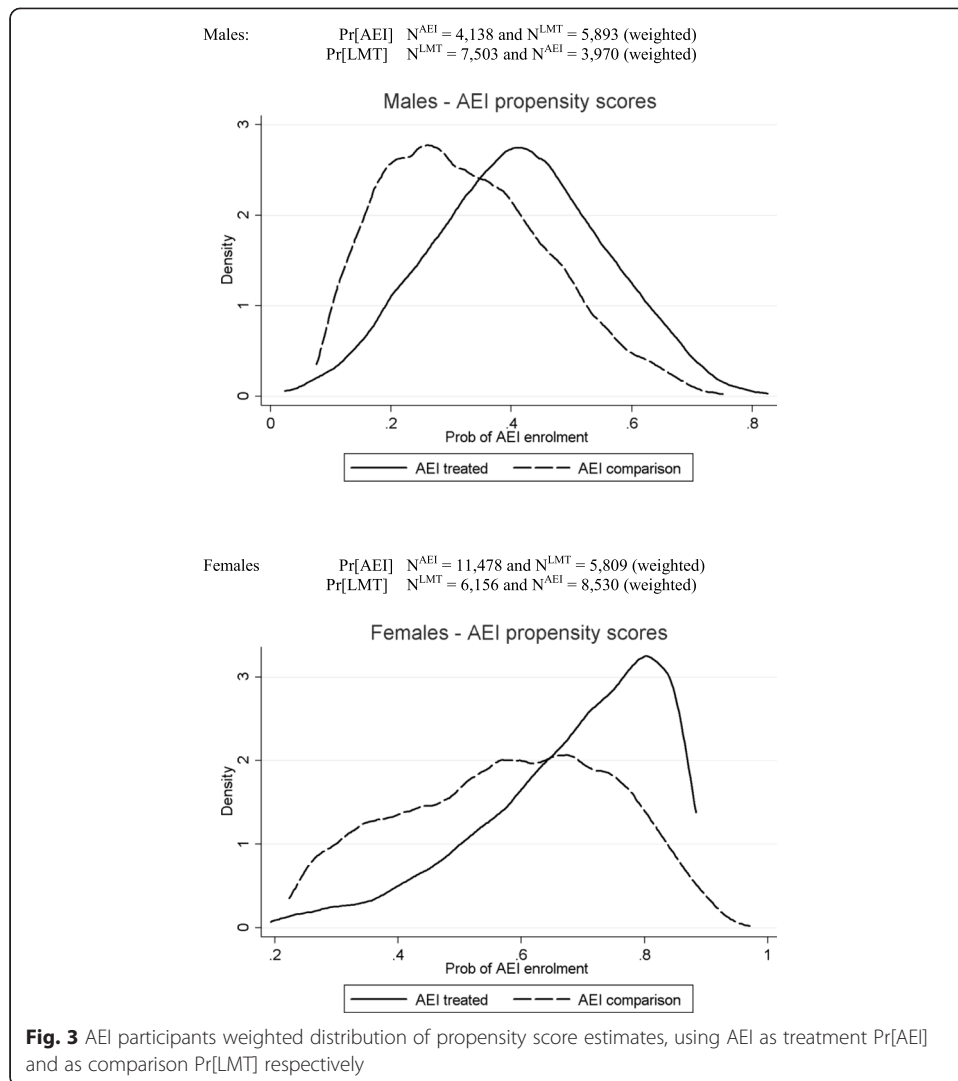 Males: Pr[AEI] N^AEI = 4,138 and N^LMT = 5,893 (weighted)
Pr[LMT] N^LMT = 7,503 and N^AEI = 3,970 (weighted)
Males - AEI propensity scores
3
2
1
0
Density
0 .2 .4 .6 .8
Prob of AEI enrolment
AEI treated AEI comparison
Females Pr[AEI] N^AEI = 11,478 and N^LMT = 5,809 (weighted)
Pr[LMT] N^LMT = 6,156 and N^AEI = 8,530 (weighted)
Females - AEI propensity scores
3
2
1
0
Density
.2 .4 .6 .8 1
Prob of AEI enrolment
AEI treated AEI comparison
Fig. 3 AEI participants weighted distribution of propensity score estimates, using AEI as treatment Pr[AEI]
and as comparison Pr[LMT] respectively